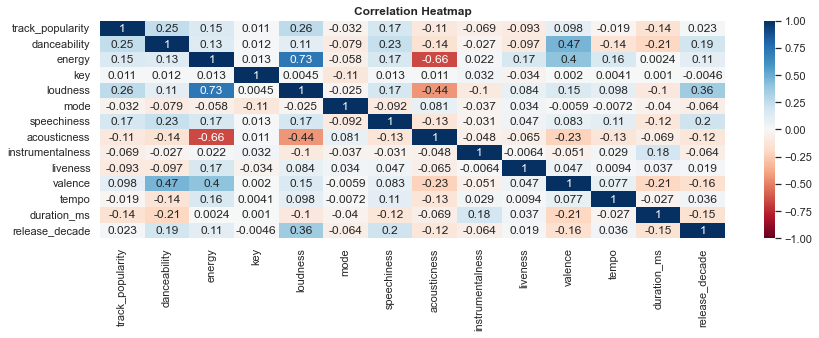 Correlation Heatmap
track_popularity 1 0.25 0.15 0.011 0.26 -0.032 0.17 -0.11 -0.069 -0.093 0.098 -0.019 -0.14 0.023
danceability 0.25 1 0.13 0.012 0.11 -0.079 0.23 -0.14 -0.027 -0.097 0.47 -0.14 -0.21 0.19
energy 0.15 0.13 1 0.013 0.73 -0.058 0.17 -0.66 0.022 0.17 0.4 0.16 0.0024 0.11
key 0.011 0.012 0.013 1 0.0045 -0.11 0.013 0.011 0.032 -0.034 0.002 0.0041 0.001 -0.0046
loudness 0.26 0.11 0.73 0.0045 1 -0.025 0.17 -0.44 -0.1 0.084 0.15 0.098 -0.1 0.36
mode -0.032 -0.079 -0.058 -0.11 -0.025 1 -0.092 0.081 -0.037 0.034 -0.0059 -0.0072 -0.04 -0.064
speechiness 0.17 0.23 0.17 0.013 0.17 -0.092 1 -0.13 -0.031 0.047 0.083 0.11 -0.12 0.2
acousticness -0.11 -0.14 -0.66 0.011 -0.44 0.081 -0.13 1 -0.048 -0.065 -0.23 -0.13 -0.069 -0.12
instrumentalness -0.069 -0.027 0.022 0.032 -0.1 -0.037 -0.031 -0.048 1 -0.0064 -0.051 0.029 0.18 -0.064
liveness -0.093 -0.097 0.17 -0.034 0.084 0.034 0.047 -0.065 -0.0064 1 0.047 0.0094 0.037 0.019
valence 0.098 0.47 0.4 0.002 0.15 -0.0059 0.083 -0.23 -0.051 0.047 1 0.077 -0.21 -0.16
tempo -0.019 -0.14 0.16 0.0041 0.098 -0.0072 0.11 -0.13 0.029 0.0094 0.077 1 -0.027 0.036
duration_ms -0.14 -0.21 0.0024 0.001 -0.1 -0.04 -0.12 -0.069 0.18 0.037 -0.21 -0.027 1 -0.15
release_decade 0.023 0.19 0.11 -0.0046 0.36 -0.064 0.2 -0.12 -0.064 0.019 -0.16 0.036 -0.15 1
track_popularity
danceability
energy
key
loudness
mode
speechiness
acousticness
instrumentalness
liveness
valence
tempo
duration_ms
release_decade
1.00
0.75
0.50
0.25
0.00
−0.25
−0.50
−0.75
−1.00